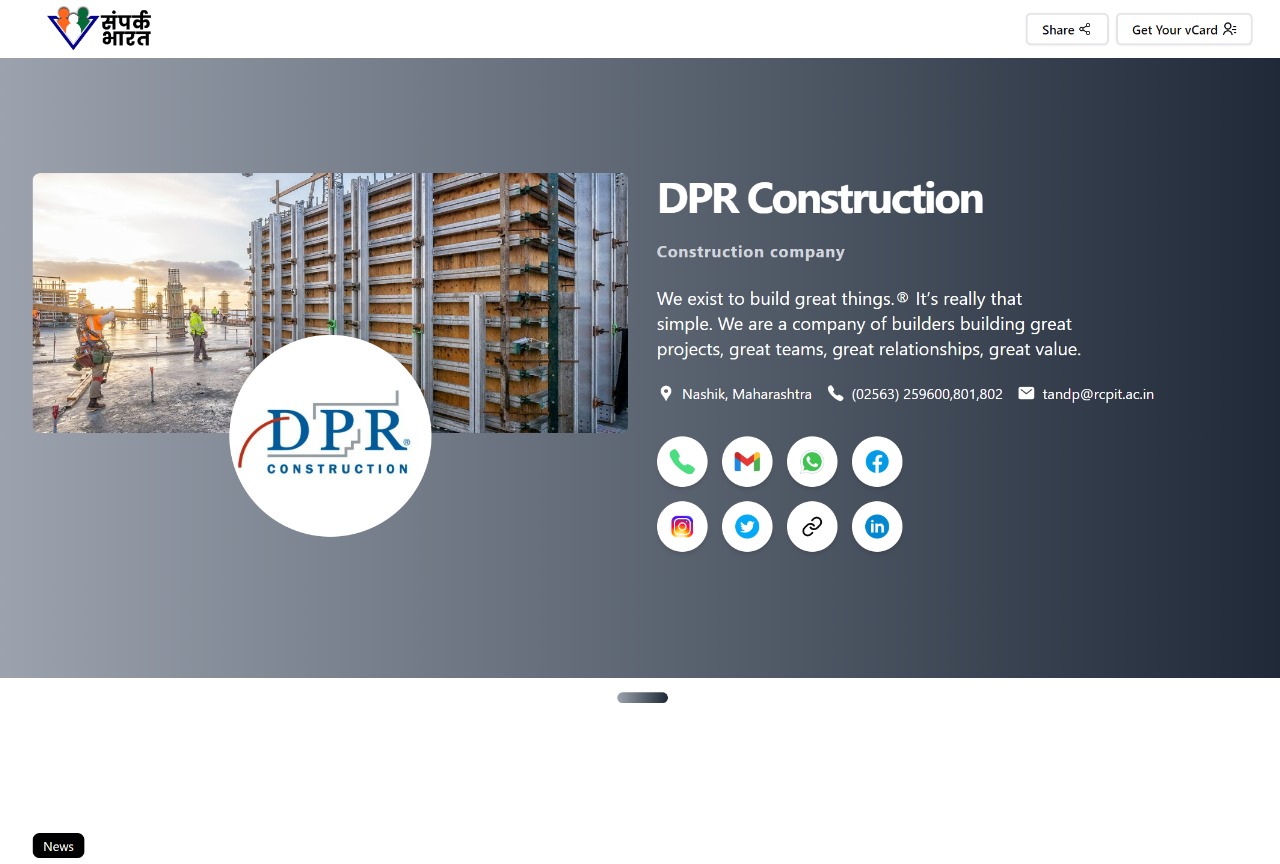 संपर्क
भारत
Share
Get Your vCard
DPR Construction
Construction company
We exist to build great things.® It’s really that
simple. We are a company of builders building great
projects, great teams, great relationships, great value.
Nashik, Maharashtra (02563) 259600,801,802 tandp@rcpit.ac.in
DPR®
CONSTRUCTION
in
News